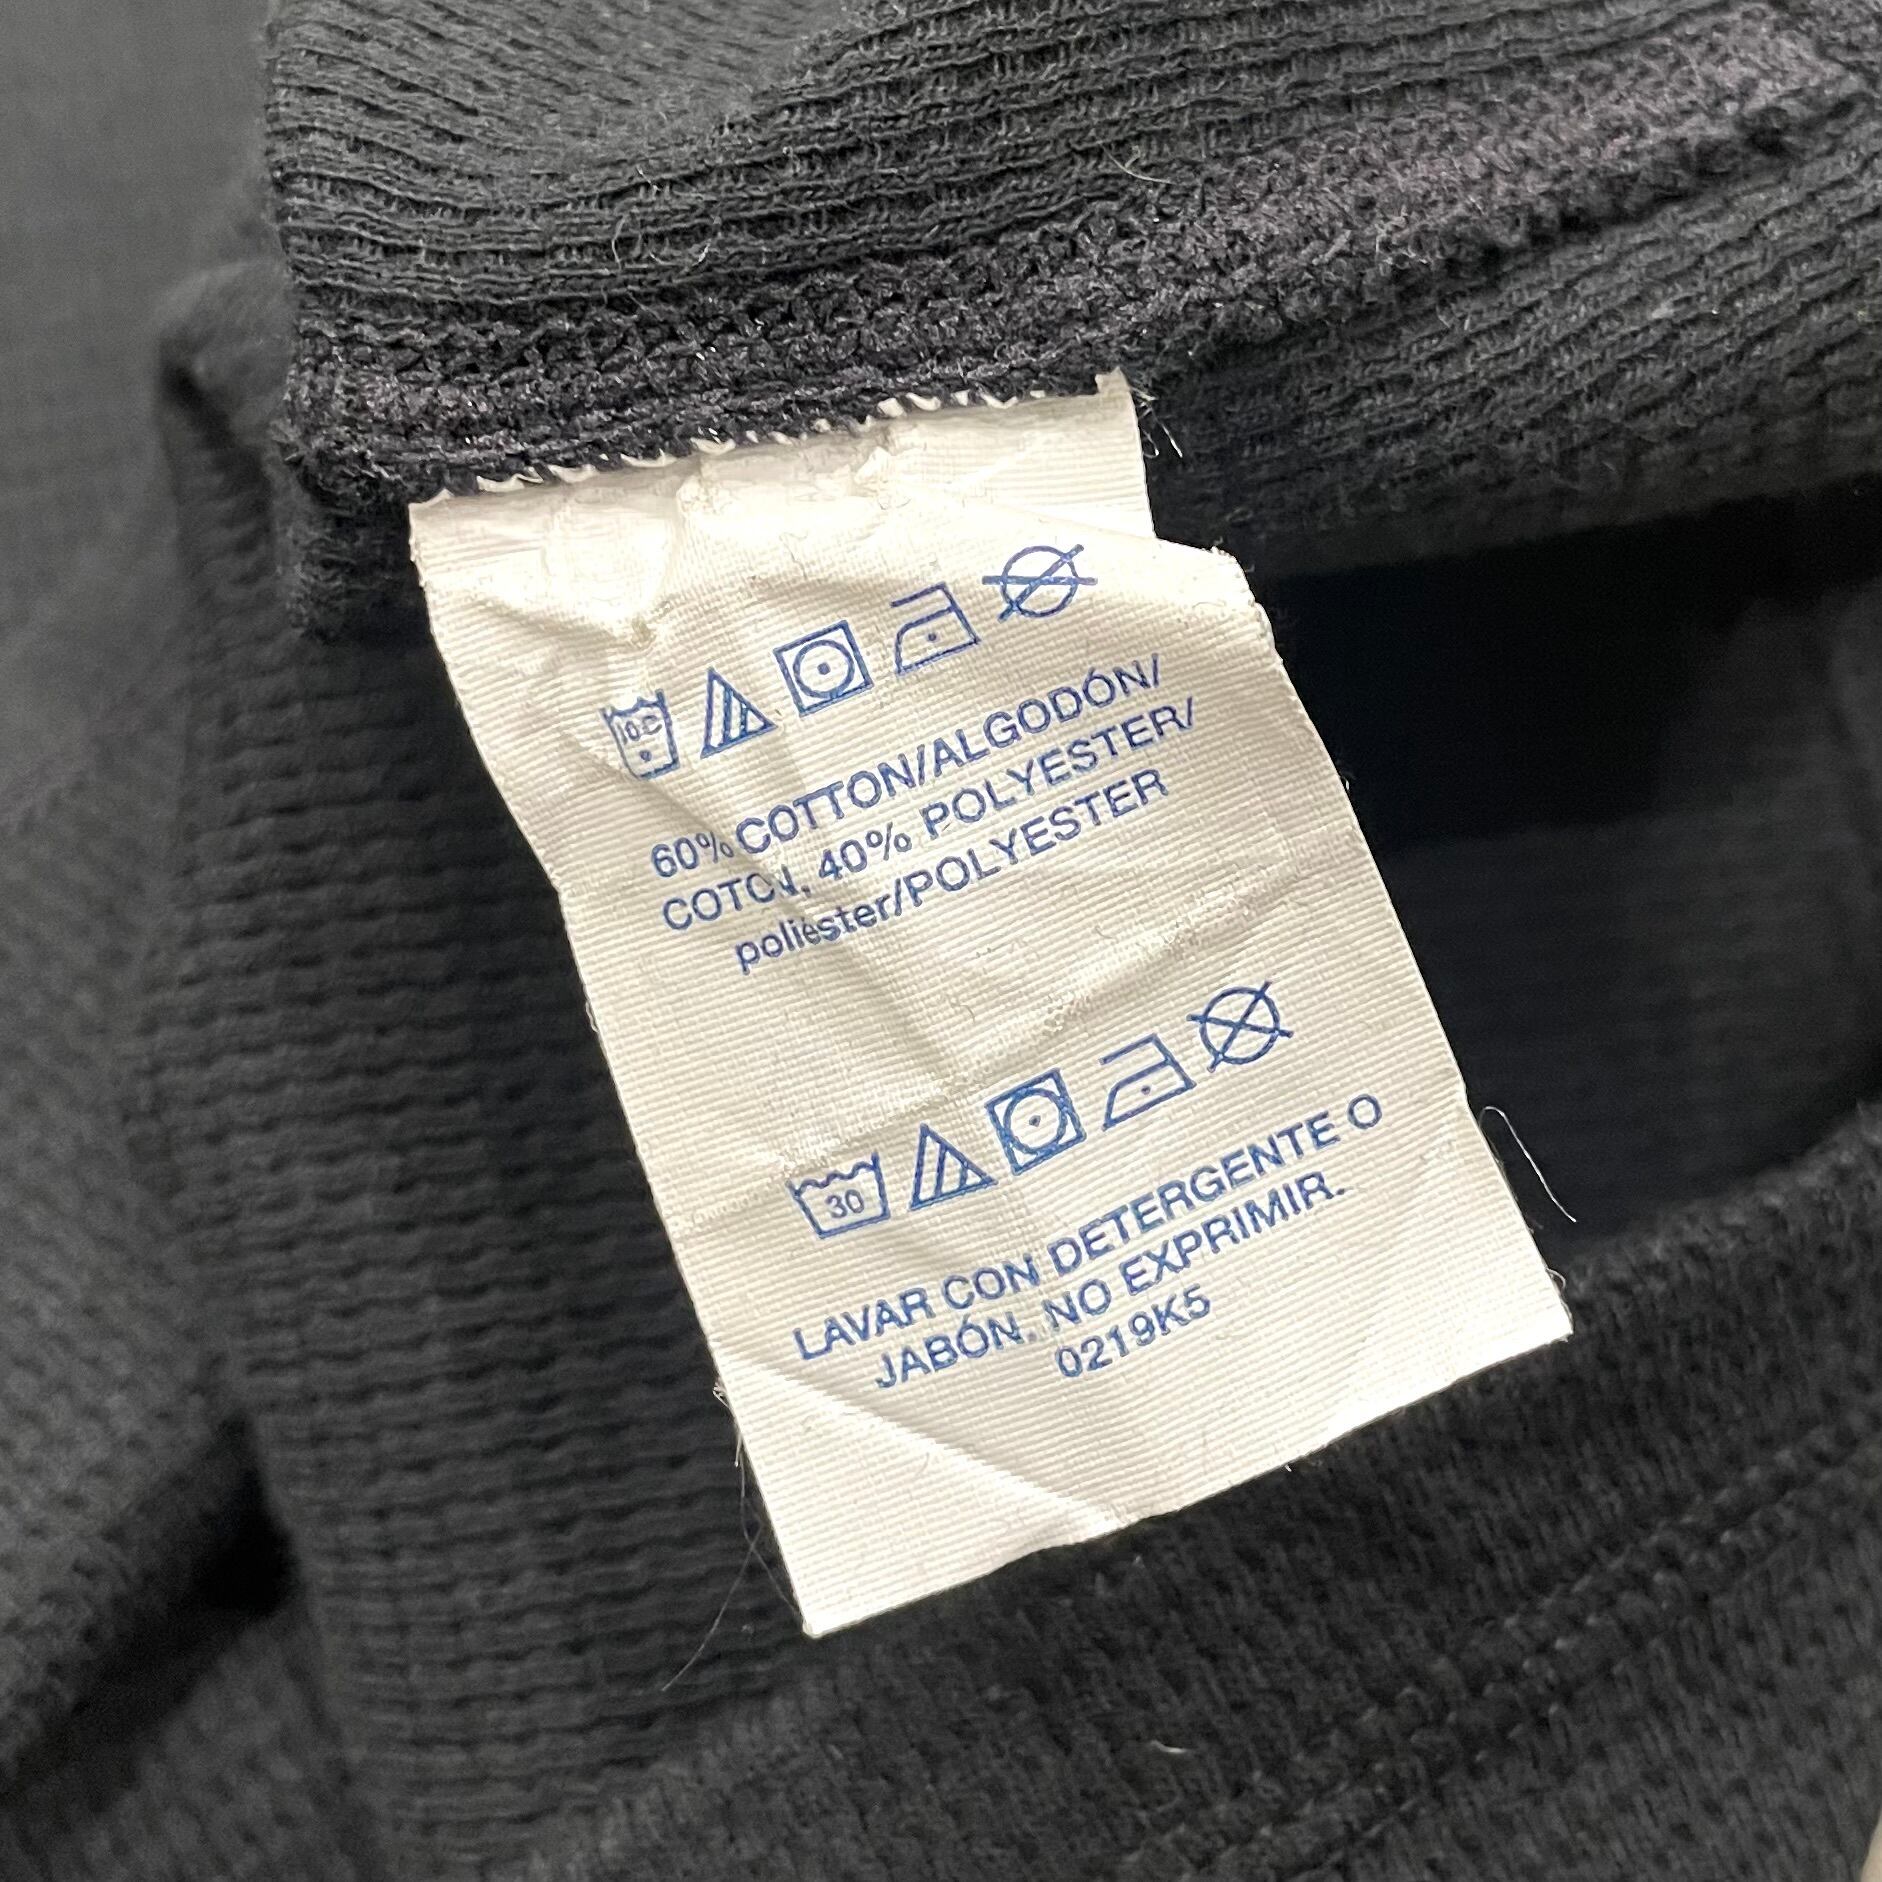 60% COTTON/ALGODÓN/
COTON, 40% POLYESTER/
poliéster/POLYESTER
30
LAVAR CON DETERGENTE O
JABÓN. NO EXPRIMIR.
0219K5